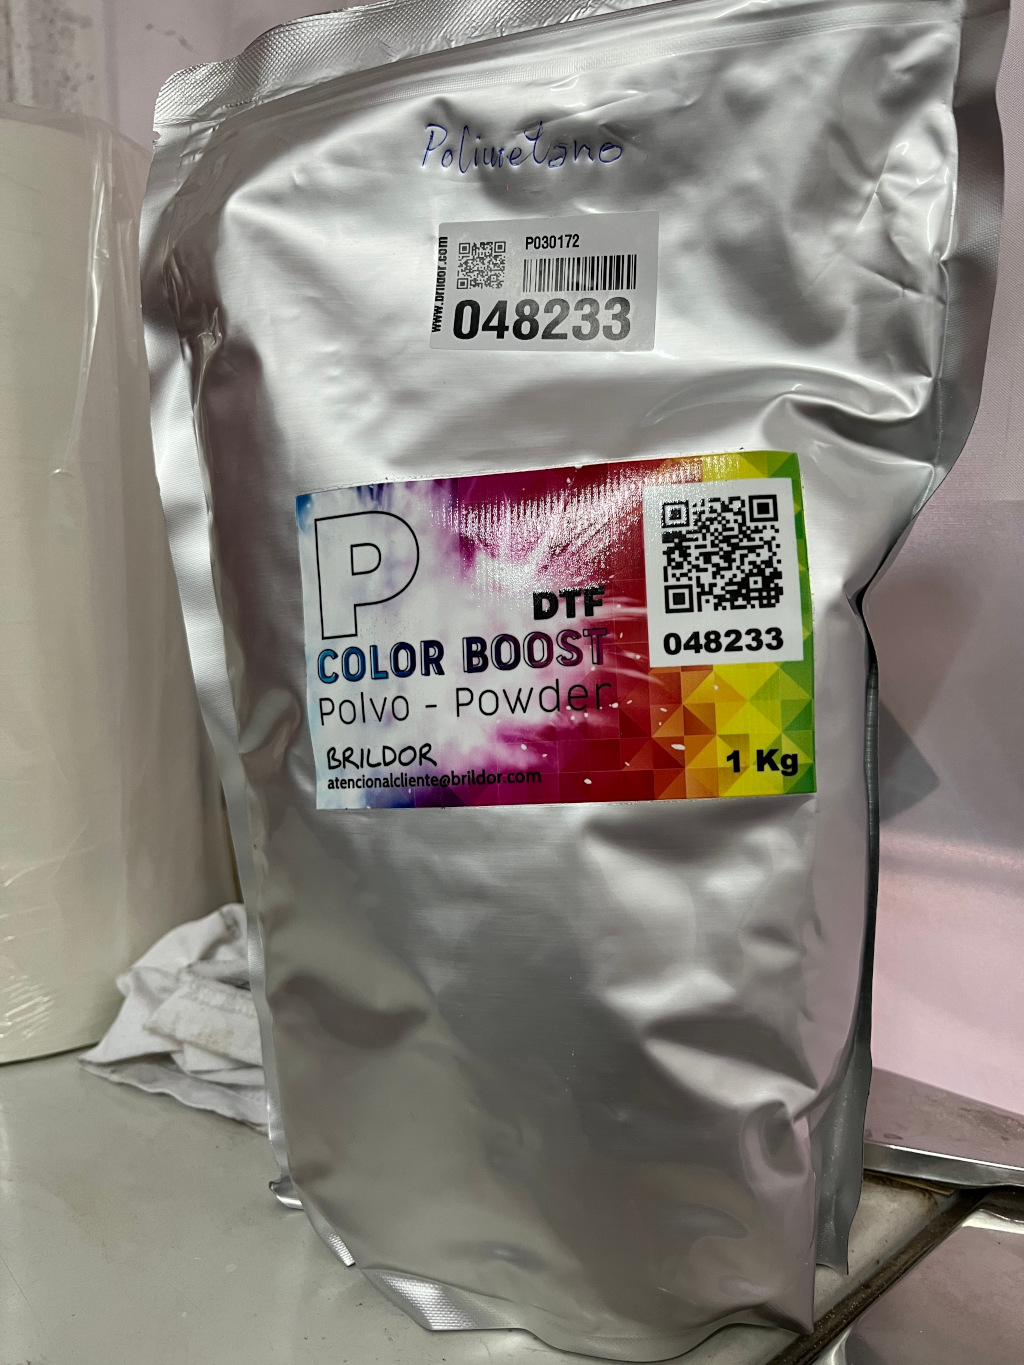 Poliuretano
www.brildor.com
P030172
048233
P
DTF
COLOR BOOST
Polvo - Powder
BRILDOR
atencionalcliente@brildor.com
048233
1 Kg